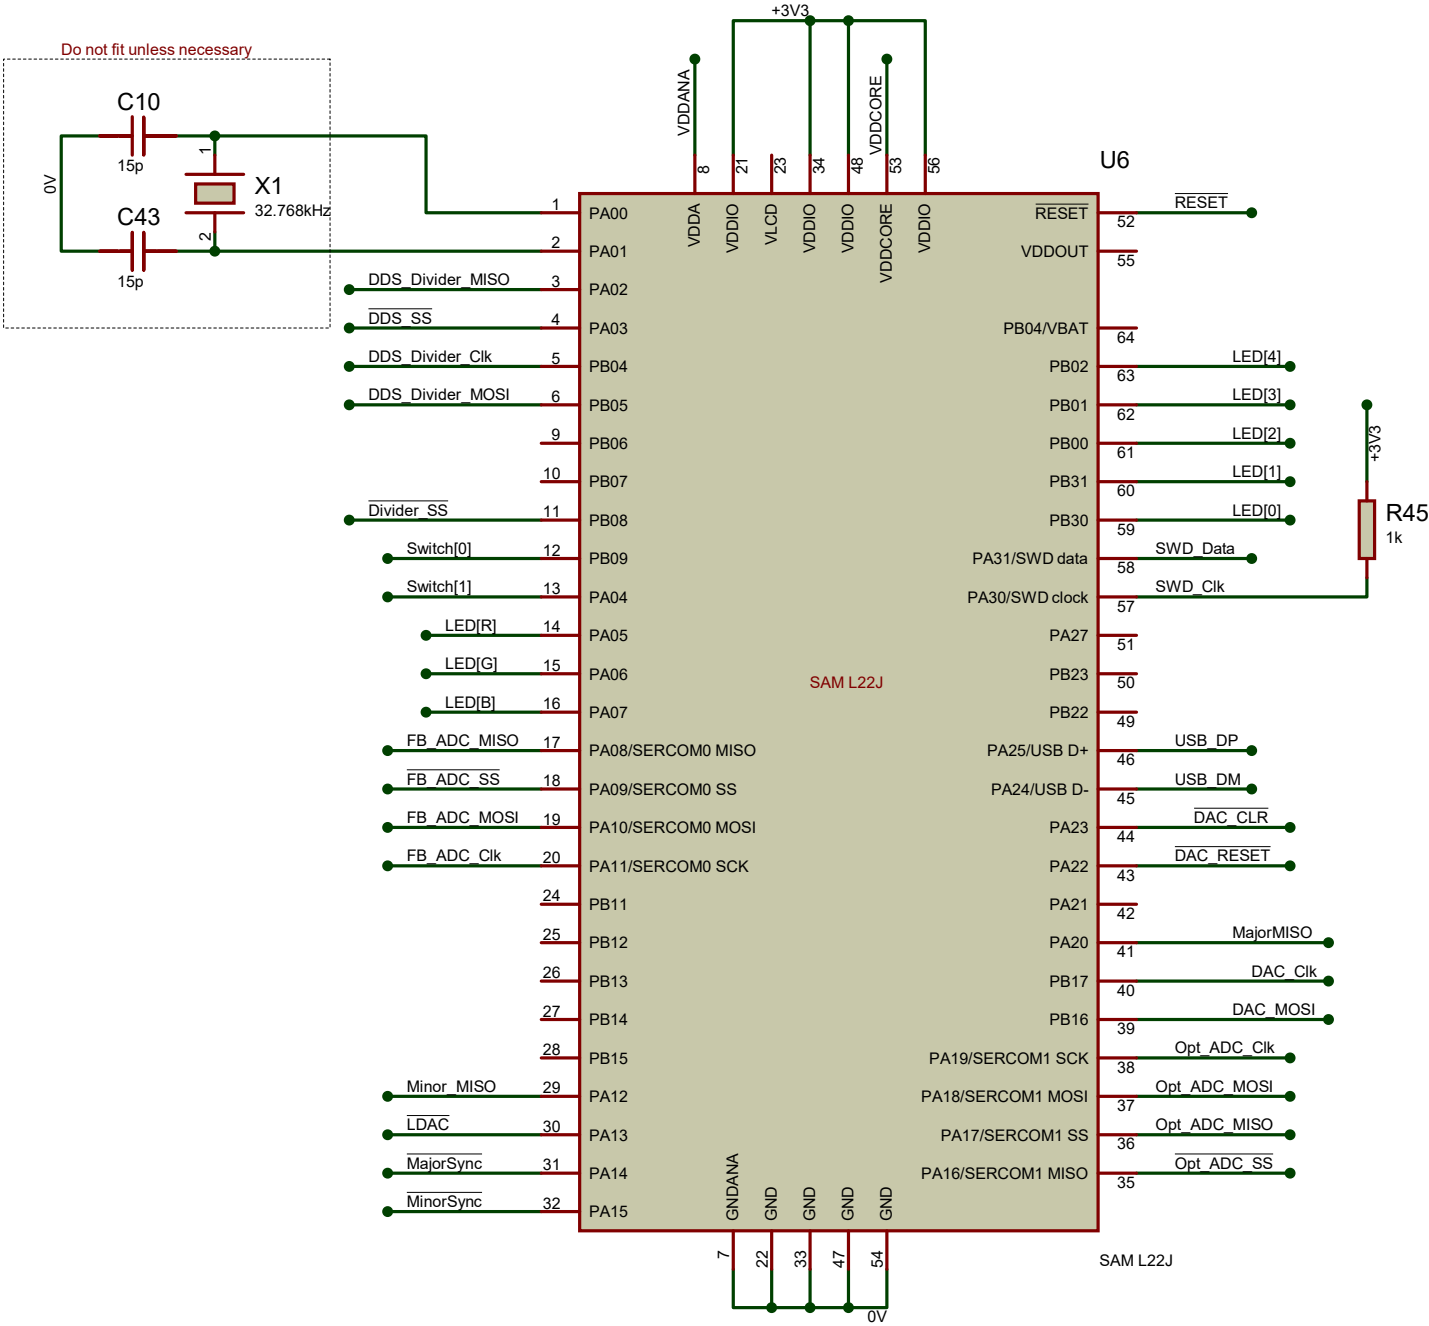 +3V3
Do not fit unless necessary
VDDANA
VDDCORE
C10
15p
0V
1
X1
32.768kHz
2
C43
15p
U6
8
21
23
34
48
53
56
VDDA
VDDIO
VLCD
VDDIO
VDDIO
VDDCORE
VDDIO
1 PA00
2 PA01
DDS_Divider_MISO 3 PA02
DDS_SS 4 PA03
DDS_Divider_Clk 5 PB04
DDS_Divider_MOSI 6 PB05
9 PB06
10 PB07
Divider_SS 11 PB08
Switch[0] 12 PB09
Switch[1] 13 PA04
LED[R] 14 PA05
LED[G] 15 PA06
LED[B] 16 PA07
FB_ADC_MISO 17 PA08/SERCOM0 MISO
FB_ADC_SS 18 PA09/SERCOM0 SS
FB_ADC_MOSI 19 PA10/SERCOM0 MOSI
FB_ADC_Clk 20 PA11/SERCOM0 SCK
24 PB11
25 PB12
26 PB13
27 PB14
28 PB15
Minor_MISO 29 PA12
LDAC 30 PA13
MajorSync 31 PA14
MinorSync 32 PA15
SAM L22J
RESET 52 RESET
VDDOUT 55
PB04/VBAT 64
PB02 63 LED[4]
PB01 62 LED[3]
PB00 61 LED[2]
PB31 60 LED[1]
PB30 59 LED[0]
PA31/SWD data 58 SWD_Data
PA30/SWD clock 57 SWD_Clk
+3V3
R45
1k
PA27 51
PB23 50
PB22 49
PA25/USB D+ 46 USB_DP
PA24/USB D- 45 USB_DM
PA23 44 DAC_CLR
PA22 43 DAC_RESET
PA21 42
PA20 41 MajorMISO
PB17 40 DAC_Clk
PB16 39 DAC_MOSI
PA19/SERCOM1 SCK 38 Opt_ADC_Clk
PA18/SERCOM1 MOSI 37 Opt_ADC_MOSI
PA17/SERCOM1 SS 36 Opt_ADC_MISO
PA16/SERCOM1 MISO 35 Opt_ADC_SS
GNDANA
GND
GND
GND
GND
7
22
33
47
54
SAM L22J
0V